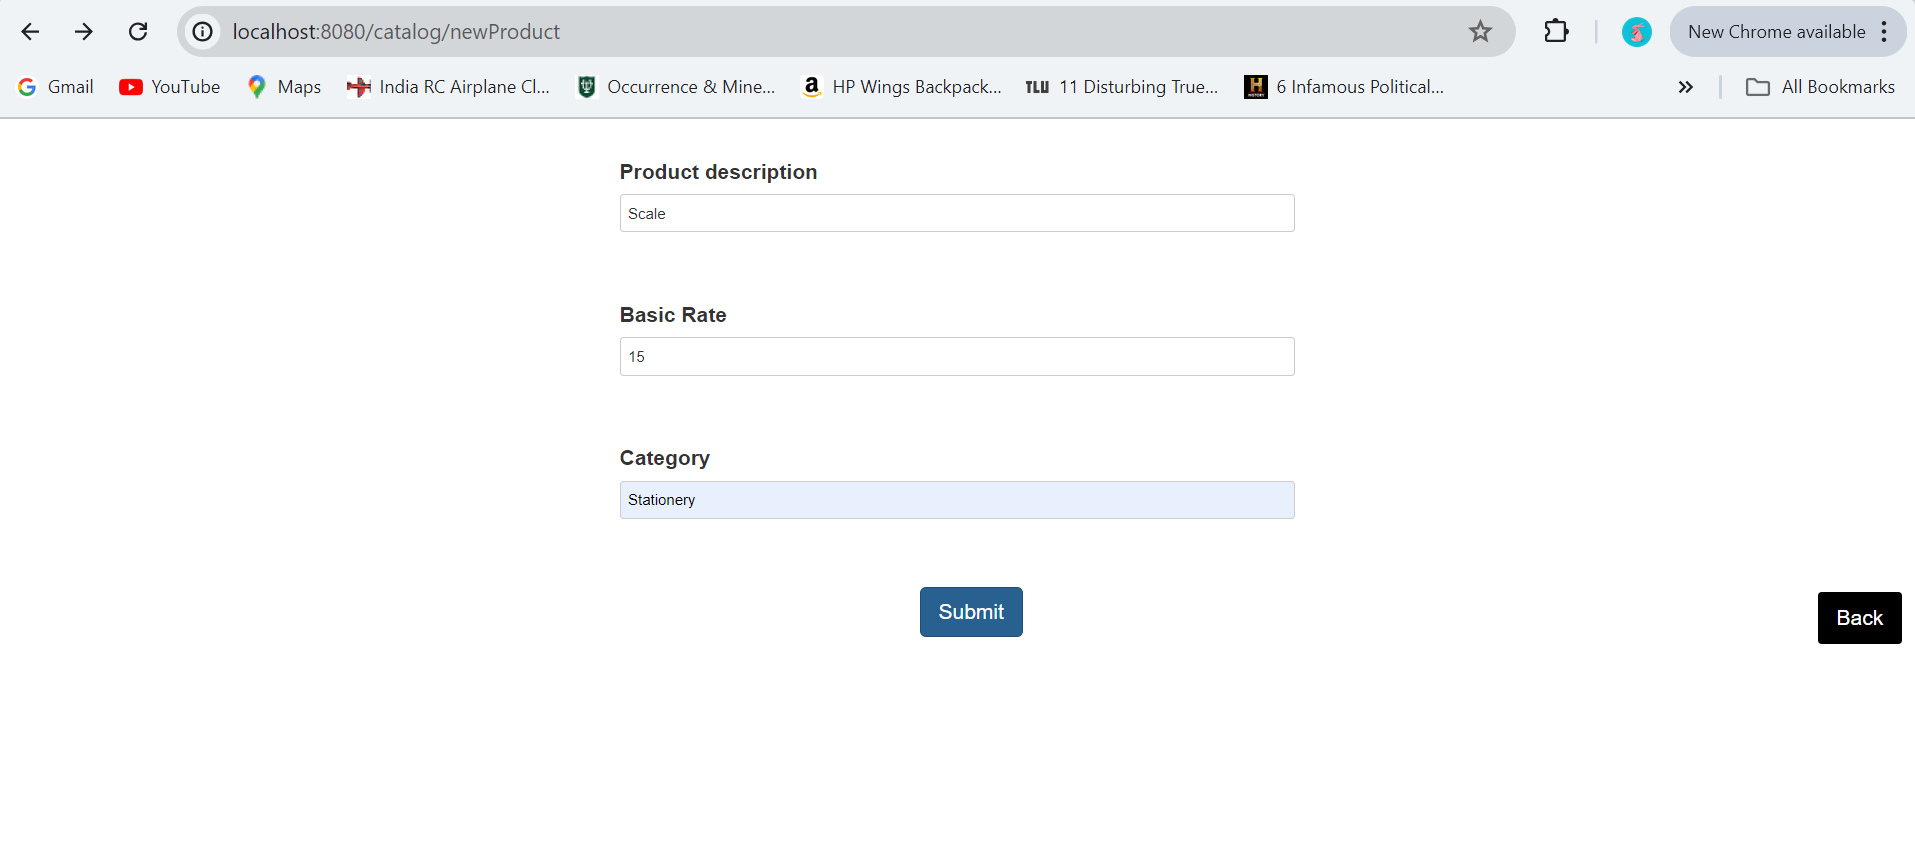 localhost:8080/catalog/newProduct
New Chrome available
Gmail
YouTube
Maps
India RC Airplane Cl...
Occurrence & Mine...
a
HP Wings Backpack...
TLU
11 Disturbing True...
H
HISTORY
6 Infamous Political...
All Bookmarks
Product description
Scale
Basic Rate
15
Category
Stationery
Submit
Back